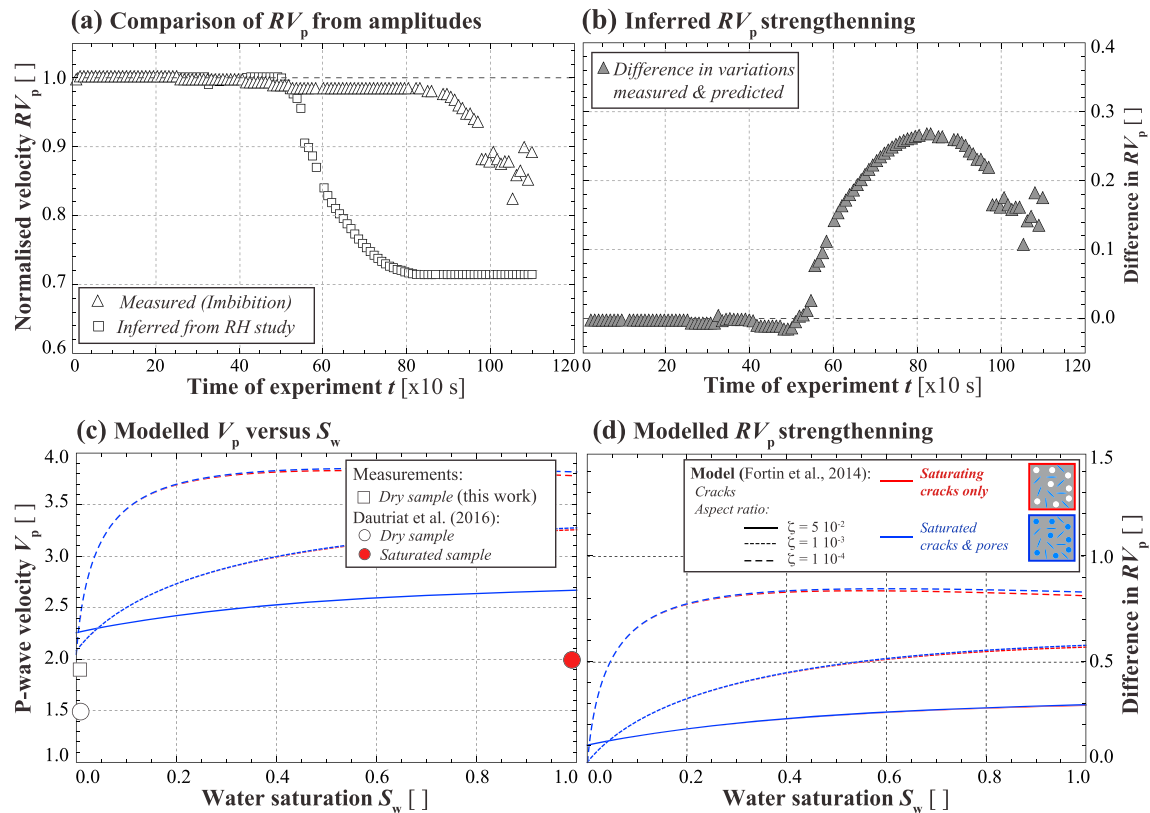 (a) Comparison of RVp from amplitudes
Normalised velocity RVp [ ]
1.0
0.9
0.8
0.7
0.6
Measured (Imbibition)
Inferred from RH study
0 20 40 60 80 100 120
Time of experiment t [x10 s]
(b) Inferred RVp strengthenning
Difference in variations
measured & predicted
0.4
0.3
0.2
0.1
0.0
Difference in RVp [ ]
0 20 40 60 80 100 120
Time of experiment t [x10 s]
(c) Modelled Vp versus Sw
P-wave velocity Vp [ ]
4.0
3.5
3.0
2.5
2.0
1.5
1.0
Measurements:
Dry sample (this work)
Dautriat et al. (2016):
Dry sample
Saturated sample
0.0 0.2 0.4 0.6 0.8 1.0
Water saturation Sw [ ]
(d) Modelled RVp strengthenning
Model (Fortin et al., 2014):
Cracks
Aspect ratio:
ζ = 5 10⁻²
ζ = 1 10⁻³
ζ = 1 10⁻⁴
Saturating
cracks only
Saturated
cracks & pores
1.5
1.0
0.5
0.0
Difference in RVp [ ]
0.0 0.2 0.4 0.6 0.8 1.0
Water saturation Sw [ ]